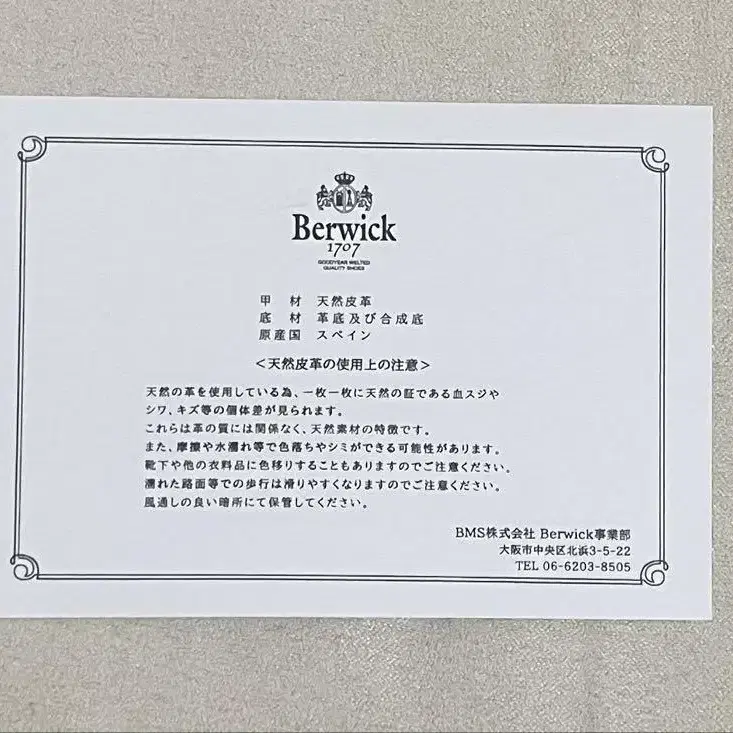 Berwick
1707
GOODYEAR WELTED
QUALITY SHOES
甲　材　天然皮革
底　材　革底及び合成底
原産国　スペイン
＜天然皮革の使用上の注意＞
天然の革を使用している為、一枚一枚に天然の証である血スジや
シワ、キズ等の個体差が見られます。
これらは革の質には関係なく、天然素材の特徴です。
また、摩擦や水濡れ等で色落ちやシミができる可能性があります。
靴下や他の衣料品に色移りすることもありますのでご注意ください。
濡れた路面等での歩行は滑りやすくなりますのでご注意ください。
風通しの良い暗所にて保管してください。
BMS株式会社 Berwick事業部
大阪市中央区北浜3-5-22
TEL 06-6203-8505